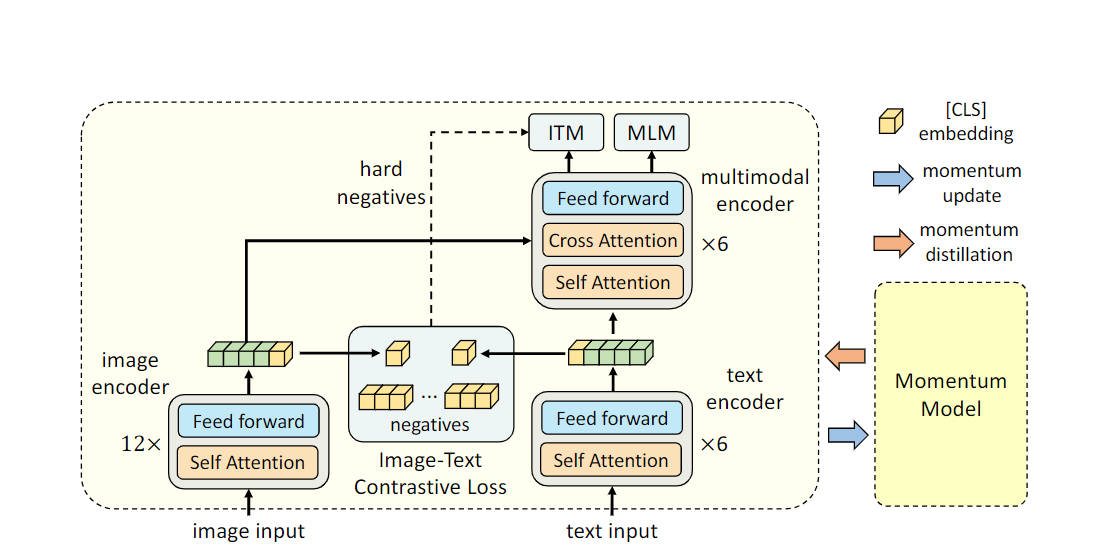 ITM
MLM
hard
negatives
Feed forward
Cross Attention
Self Attention
multimodal
encoder
×6
image
encoder
12×
Feed forward
Self Attention
...
negatives
Image-Text
Contrastive Loss
text
encoder
Feed forward
Self Attention
×6
image input
text input
[CLS]
embedding
momentum
update
momentum
distillation
Momentum
Model